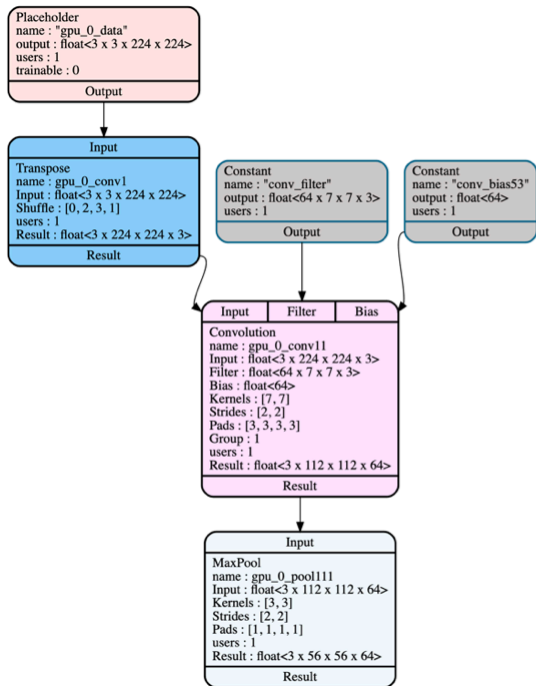 Placeholder
name : "gpu_0_data"
output : float<3 x 3 x 224 x 224>
users : 1
trainable : 0
Output
Input
Transpose
name : gpu_0_conv1
Input : float<3 x 3 x 224 x 224>
Shuffle : [0, 2, 3, 1]
users : 1
Result : float<3 x 224 x 224 x 3>
Result
Constant
name : "conv_filter"
output : float<64 x 7 x 7 x 3>
users : 1
Output
Constant
name : "conv_bias53"
output : float<64>
users : 1
Output
Input Filter Bias
Convolution
name : gpu_0_conv11
Input : float<3 x 224 x 224 x 3>
Filter : float<64 x 7 x 7 x 3>
Bias : float<64>
Kernels : [7, 7]
Strides : [2, 2]
Pads : [3, 3, 3, 3]
Group : 1
users : 1
Result : float<3 x 112 x 112 x 64>
Result
Input
MaxPool
name : gpu_0_pool111
Input : float<3 x 112 x 112 x 64>
Kernels : [3, 3]
Strides : [2, 2]
Pads : [1, 1, 1, 1]
users : 1
Result : float<3 x 56 x 56 x 64>
Result